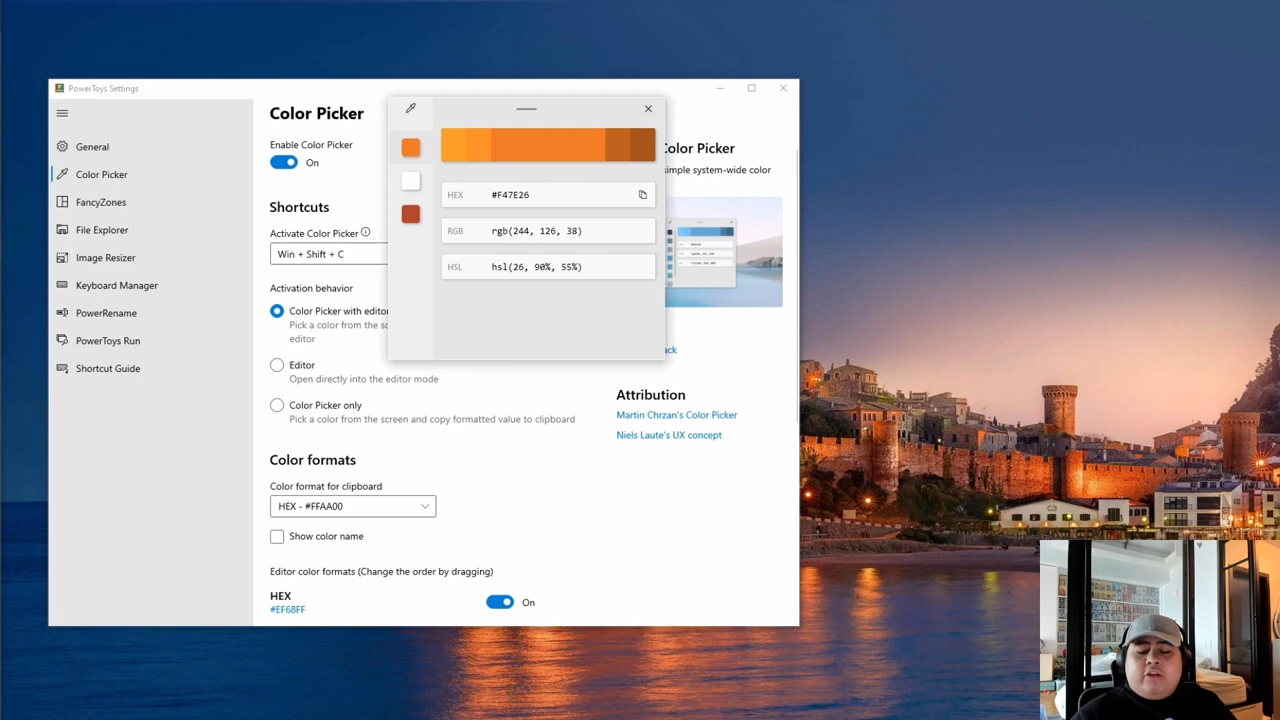 PowerToys Settings
General
Color Picker
FancyZones
File Explorer
Image Resizer
Keyboard Manager
PowerRename
PowerToys Run
Shortcut Guide
Color Picker
Enable Color Picker
On
Shortcuts
Activate Color Picker
Win + Shift + C
Activation behavior
Color Picker with editor
Pick a color from the
editor
Editor
Open directly into the editor mode
Color Picker only
Pick a color from the screen and copy formatted value to clipboard
Color formats
Color format for clipboard
HEX - #FFAA00
Show color name
Editor color formats (Change the order by dragging)
HEX
#EF68FF
On
HEX #F47E26
RGB rgb(244, 126, 38)
HSL hsl(26, 90%, 55%)
Color Picker
simple system-wide color
Attribution
Martin Chrzan's Color Picker
Niels Laute's UX concept